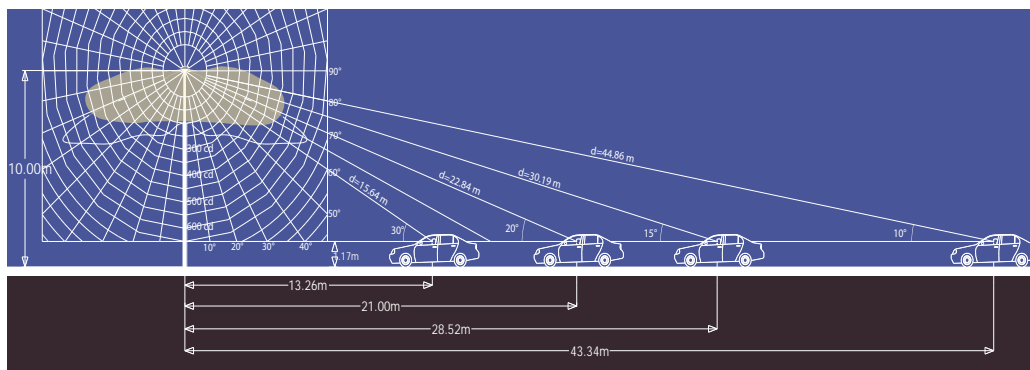 90°
80°
d=44.86 m
70°
300 cd
10.00m
60°
d=30.19 m
400 cd
d=22.84 m
d=15.64 m
500 cd
50°
600 cd
30°
20°
15°
10°
10°
20°
30°
40°
.17m
13.26m
21.00m
28.52m
43.34m